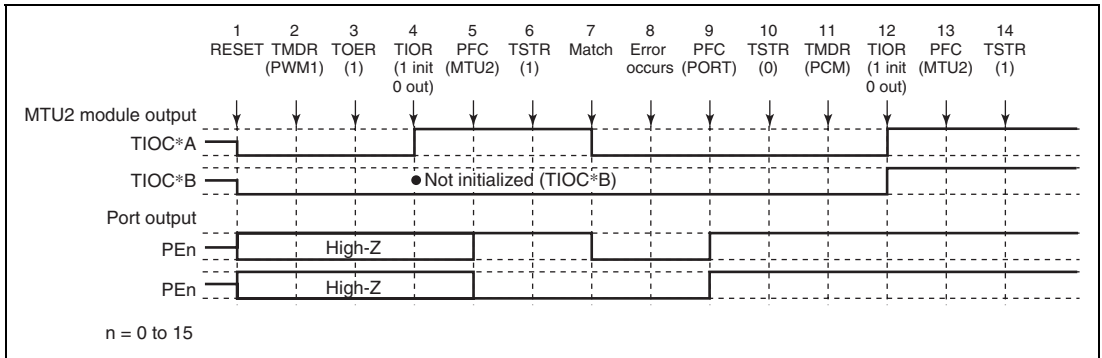 1 2 3 4 5 6 7 8 9 10 11 12 13 14
RESET TMDR TOER TIOR PFC TSTR Match Error PFC TSTR TMDR TIOR PFC TSTR
(PWM1) (1) (1 init (MTU2) (1) occurs (PORT) (0) (PCM) (1 init (MTU2) (1)
0 out) 0 out)
MTU2 module output
TIOC*A
TIOC*B
Not initialized (TIOC*B)
Port output
PEn
High-Z
PEn
High-Z
n = 0 to 15